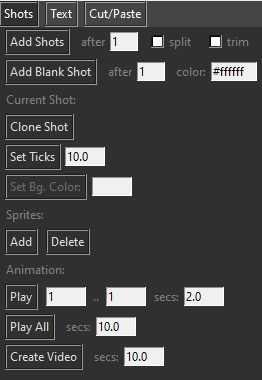 Shots Text Cut/Paste
Add Shots after 1 split trim
Add Blank Shot after 1 color: #ffffff
Current Shot:
Clone Shot
Set Ticks 10.0
Set Bg. Color:
Sprites:
Add Delete
Animation:
Play 1 .. 1 secs: 2.0
Play All secs: 10.0
Create Video secs: 10.0